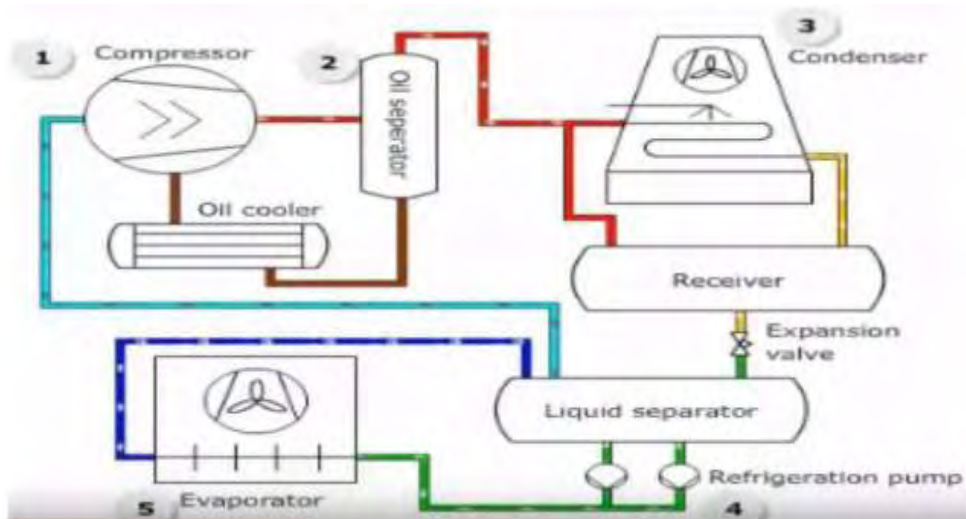 1
Compressor
2
Oil seperator
3
Condenser
Oil cooler
Receiver
Expansion
valve
Liquid separator
Refrigeration pump
4
5
Evaporator